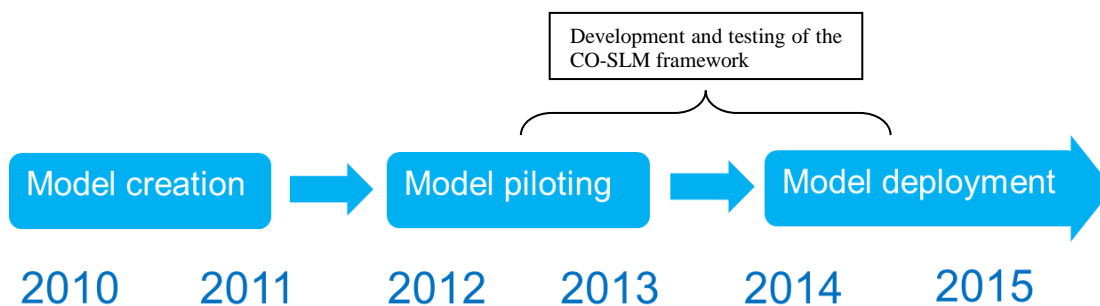 Development and testing of the
CO-SLM framework
Model creation
Model piloting
Model deployment
2010
2011
2012
2013
2014
2015